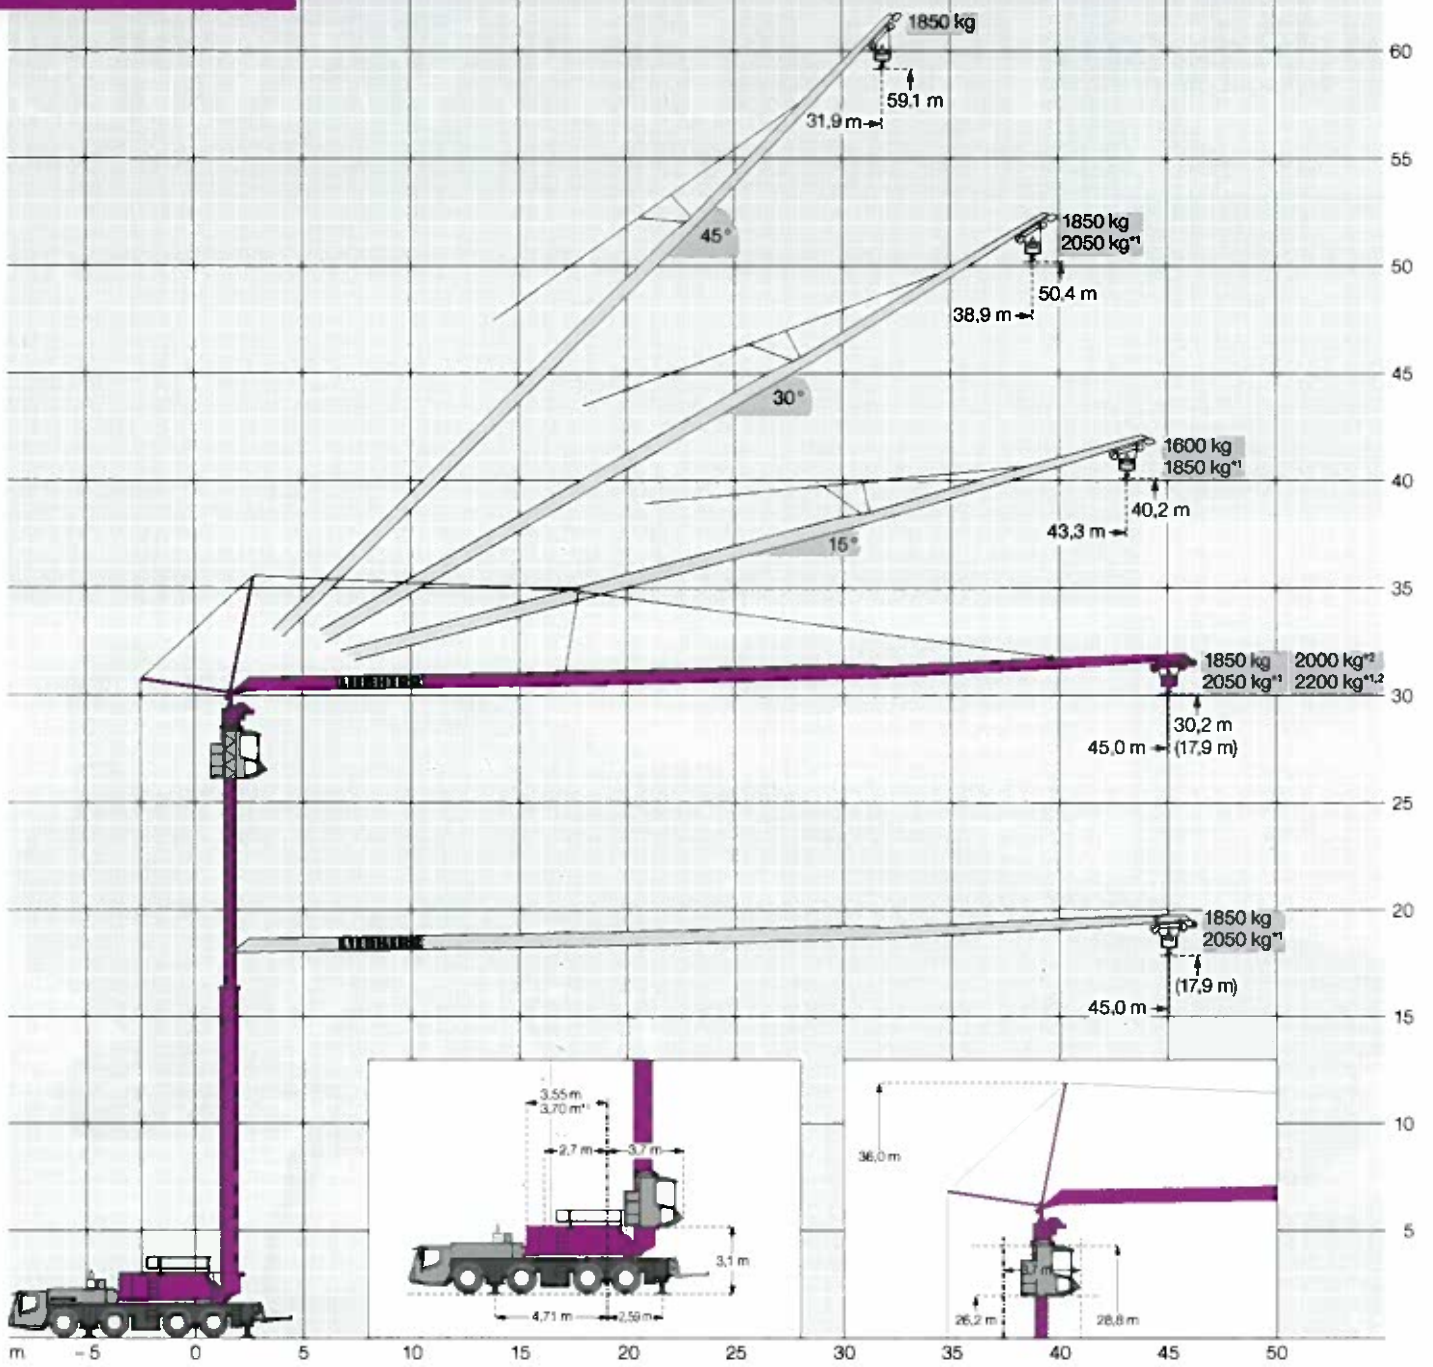 1850 kg
60
59,1 m
31,9 m
55
1850 kg
2050 kg*1
45°
50
50,4 m
38,9 m
45
30°
1600 kg
1850 kg*1
40
40,2 m
43,3 m
15°
35
LIEBHERR
1850 kg 2000 kg*2
2050 kg*1 2200 kg*1,2
30
30,2 m
45,0 m (17,9 m)
25
20
LIEBHERR
1850 kg
2050 kg*1
(17,9 m)
45,0 m
15
3,55 m
3,70 m*1
10
2,7 m 3,7 m
36,0 m
5
3,1 m
3,7 m
4,71 m 2,59 m
26,2 m 28,8 m
m -5 0 5 10 15 20 25 30 35 40 45 50